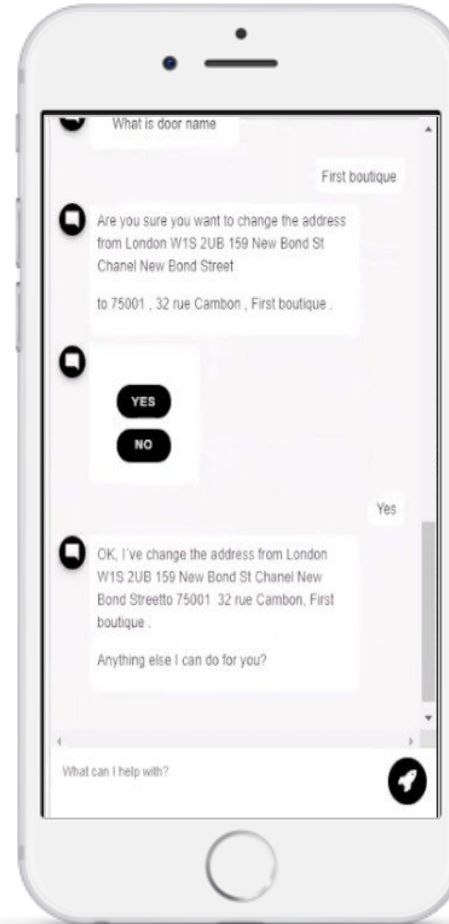 What is door name
First boutique
Are you sure you want to change the address
from London W1S 2UB 159 New Bond St
Chanel New Bond Street
to 75001 , 32 rue Cambon , First boutique .
YES
NO
Yes
OK, I´ve change the address from London
W1S 2UB 159 New Bond St Chanel New
Bond Streetto 75001 32 rue Cambon, First
boutique .
Anything else I can do for you?
What can I help with?